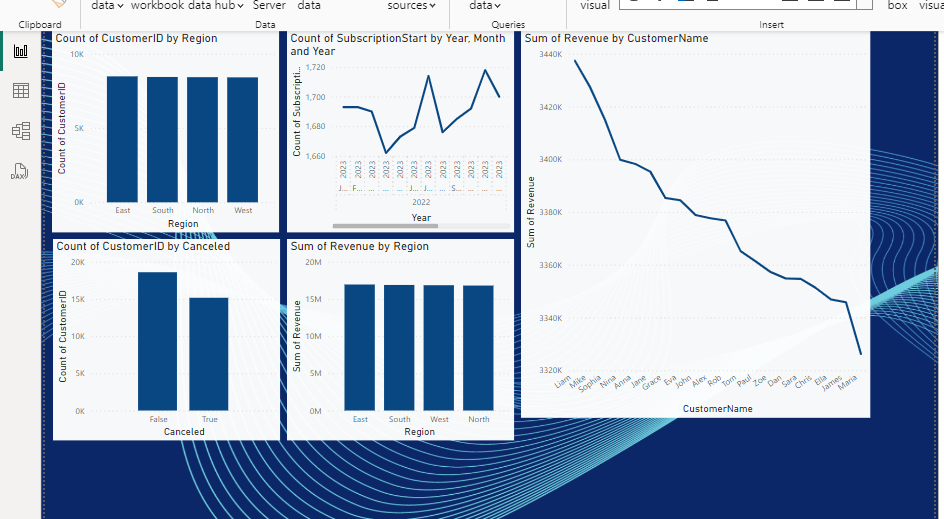 data workbook data hub Server data sources data visual box visua
Clipboard Data Queries Insert
DAX
Count of CustomerID by Region
10K
5K
0K
Count of CustomerID
East South North West
Region
Count of SubscriptionStart by Year, Month
and Year
1,720
1,700
1,680
1,660
Count of Subscripti...
2023 2023 2023 2023 2023 2023 2023 2023 2023 2023 2023 2023
J... F... ... ... ... J... J... ... S... ... ... ...
2022
Year
Sum of Revenue by CustomerName
3440K
3420K
3400K
3380K
3360K
3340K
3320K
Sum of Revenue
Liam Mike Sophia Nina Anna Jane Grace Eva John Alex Rob Tom Paul Zoe Dan Sara Chris Ella James Maria
CustomerName
Count of CustomerID by Canceled
20K
15K
10K
5K
0K
Count of CustomerID
False True
Canceled
Sum of Revenue by Region
20M
15M
10M
5M
0M
Sum of Revenue
East South West North
Region